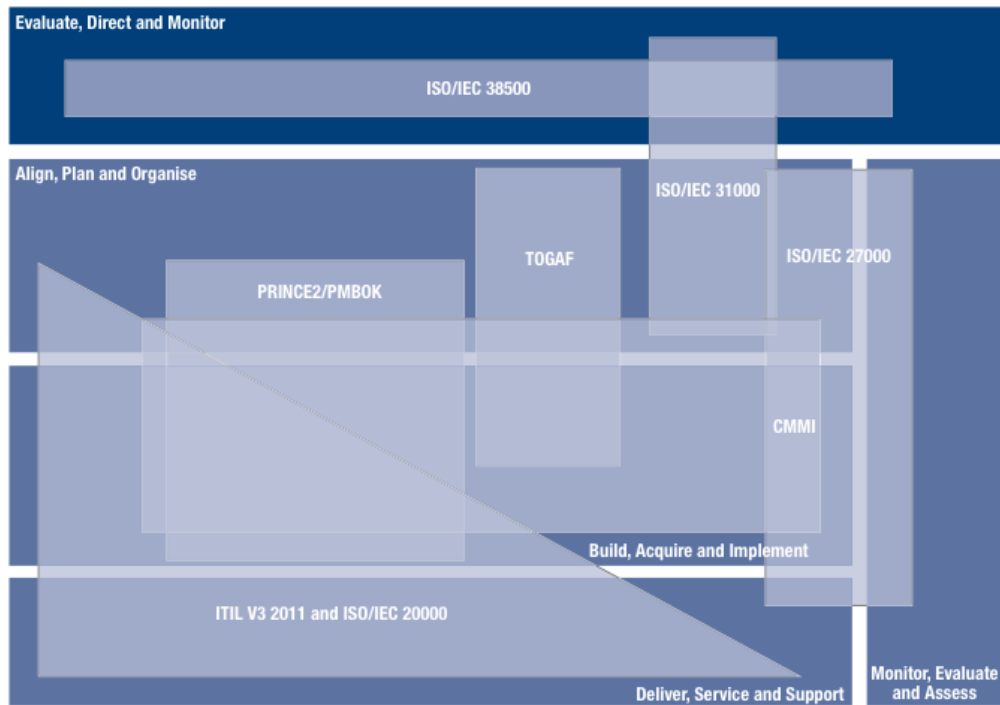 Evaluate, Direct and Monitor
ISO/IEC 38500
Align, Plan and Organise
ISO/IEC 31000
TOGAF
ISO/IEC 27000
PRINCE2/PMBOK
CMMI
Build, Acquire and Implement
ITIL V3 2011 and ISO/IEC 20000
Deliver, Service and Support
Monitor, Evaluate
and Assess